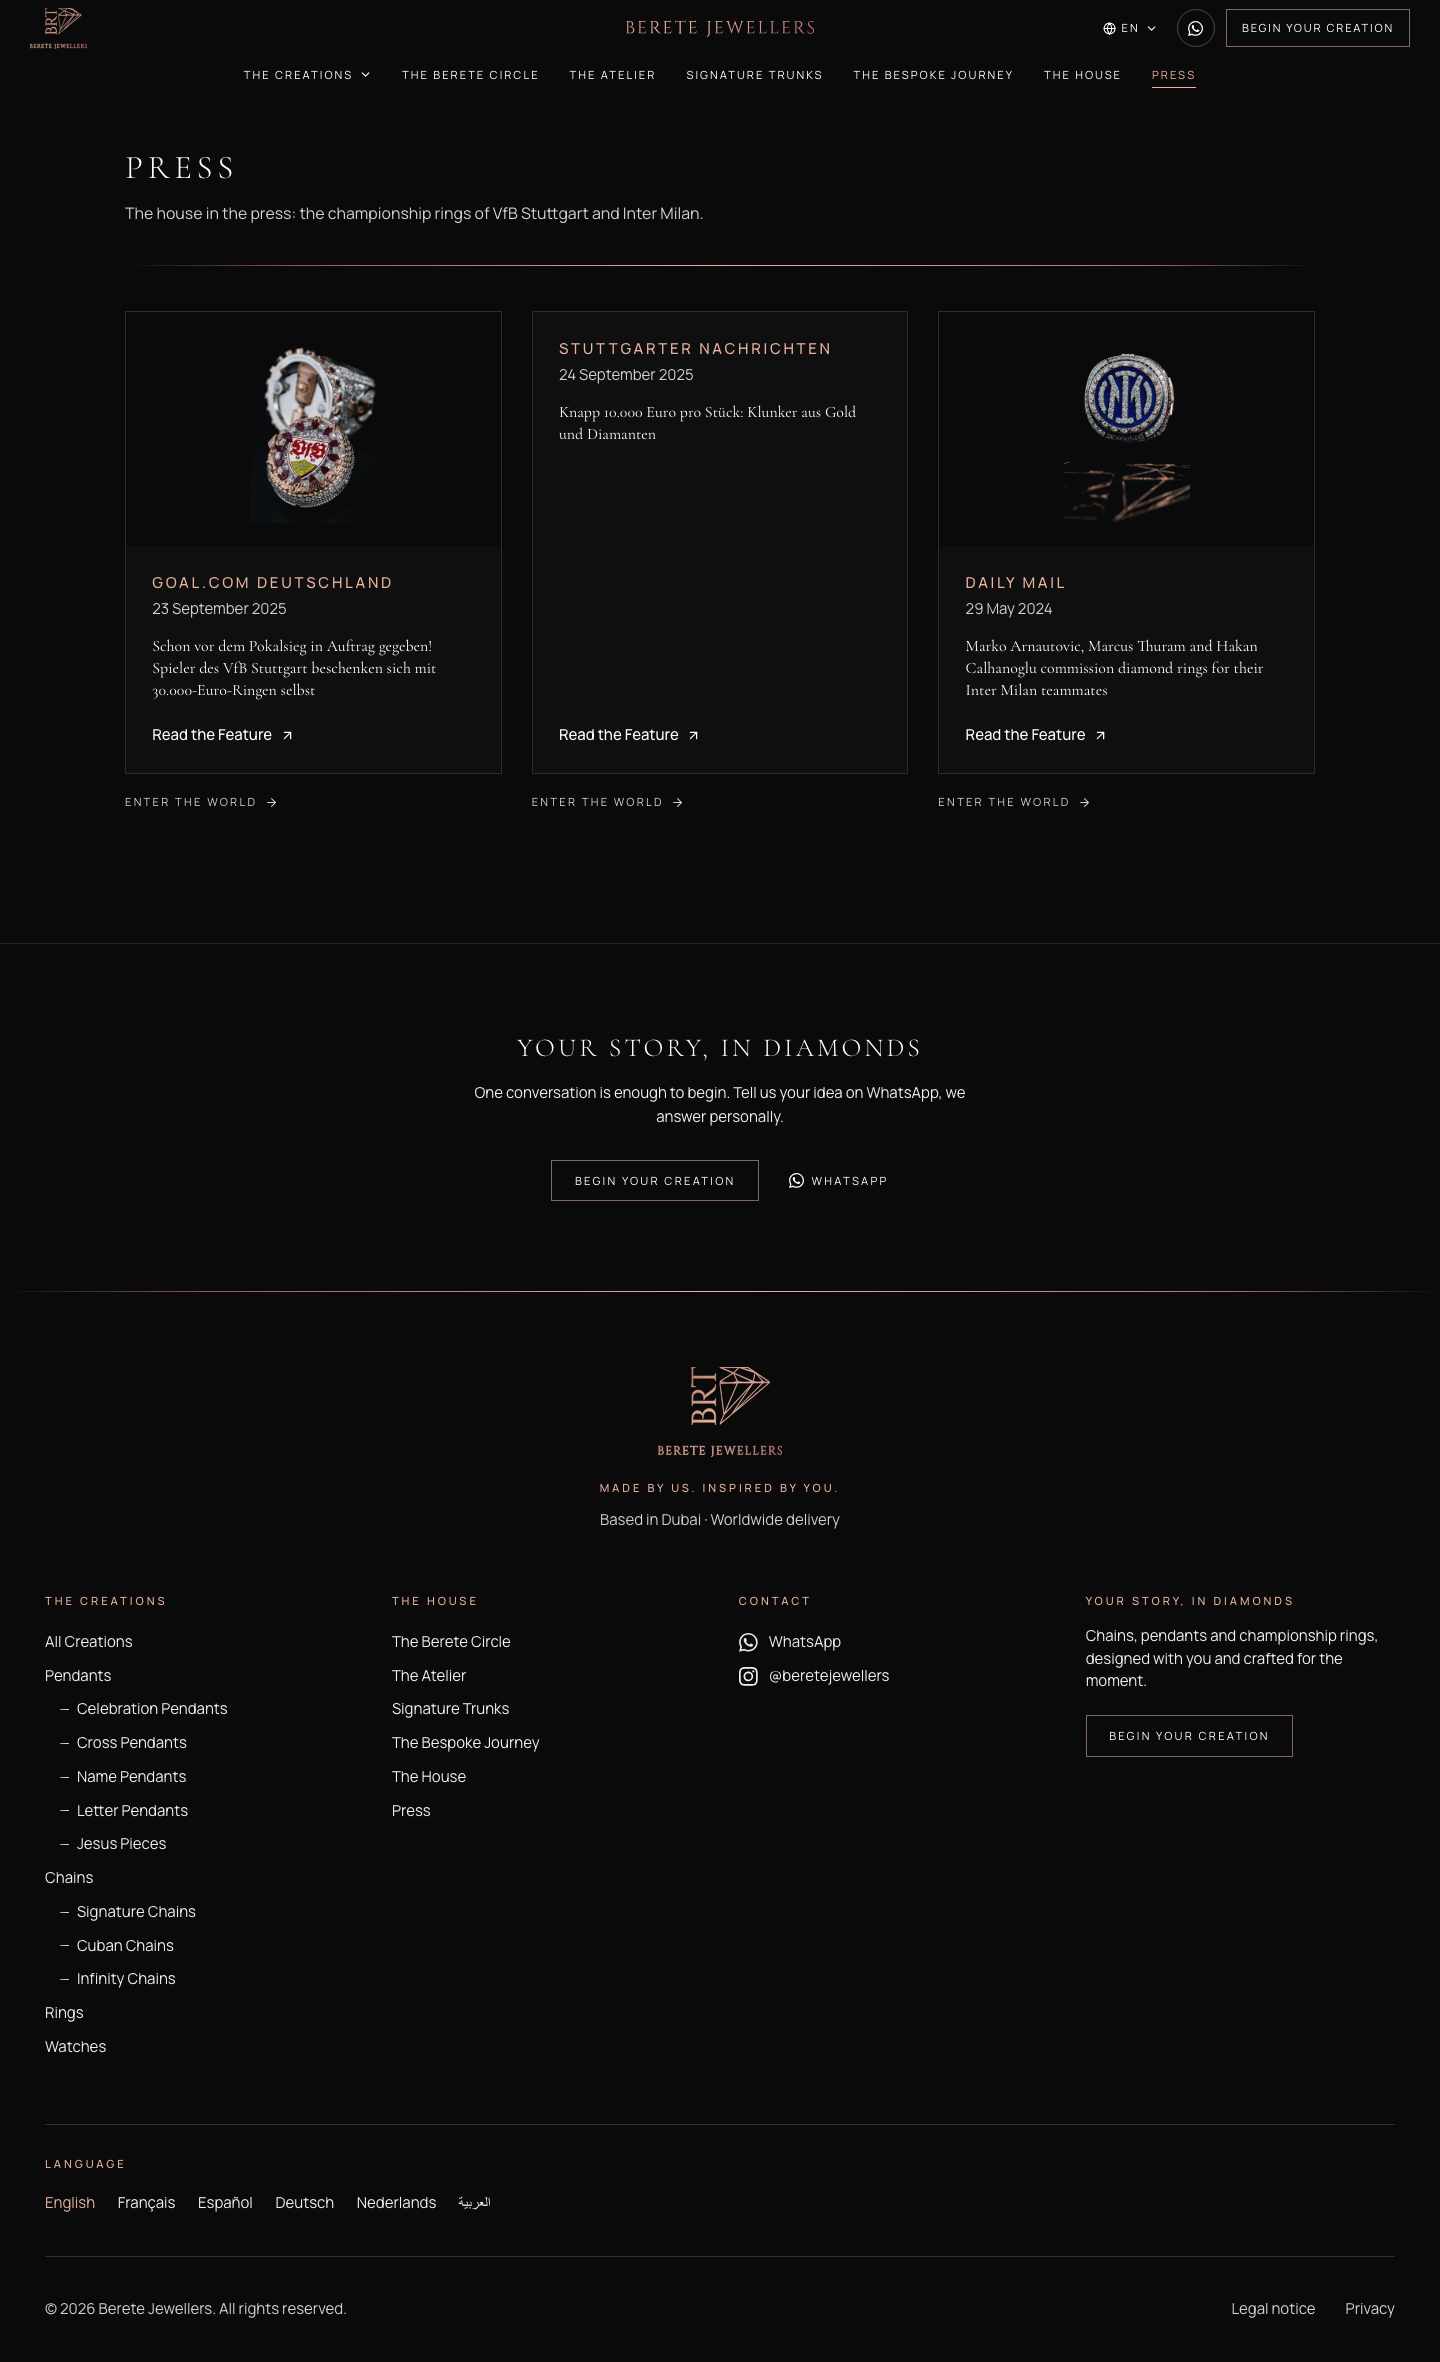 BRT
BERETE JEWELLERS
BERETE JEWELLERS
EN
BEGIN YOUR CREATION
THE CREATIONS
THE BERETE CIRCLE
THE ATELIER
SIGNATURE TRUNKS
THE BESPOKE JOURNEY
THE HOUSE
PRESS
PRESS
The house in the press: the championship rings of VfB Stuttgart and Inter Milan.
VfB
GOAL.COM DEUTSCHLAND
23 September 2025
Schon vor dem Pokalsieg in Auftrag gegeben!
Spieler des VfB Stuttgart beschenken sich mit
30.000-Euro-Ringen selbst
Read the Feature
ENTER THE WORLD
STUTTGARTER NACHRICHTEN
24 September 2025
Knapp 10.000 Euro pro Stück: Klunker aus Gold
und Diamanten
Read the Feature
ENTER THE WORLD
DAILY MAIL
29 May 2024
Marko Arnautovic, Marcus Thuram and Hakan
Calhanoglu commission diamond rings for their
Inter Milan teammates
Read the Feature
ENTER THE WORLD
YOUR STORY, IN DIAMONDS
One conversation is enough to begin. Tell us your idea on WhatsApp, we
answer personally.
BEGIN YOUR CREATION
WHATSAPP
BRT
BERETE JEWELLERS
MADE BY US. INSPIRED BY YOU.
Based in Dubai · Worldwide delivery
THE CREATIONS
All Creations
Pendants
— Celebration Pendants
— Cross Pendants
— Name Pendants
— Letter Pendants
— Jesus Pieces
Chains
— Signature Chains
— Cuban Chains
— Infinity Chains
Rings
Watches
THE HOUSE
The Berete Circle
The Atelier
Signature Trunks
The Bespoke Journey
The House
Press
CONTACT
WhatsApp
@beretejewellers
YOUR STORY, IN DIAMONDS
Chains, pendants and championship rings,
designed with you and crafted for the
moment.
BEGIN YOUR CREATION
LANGUAGE
English Français Español Deutsch Nederlands العربية
© 2026 Berete Jewellers. All rights reserved.
Legal notice Privacy